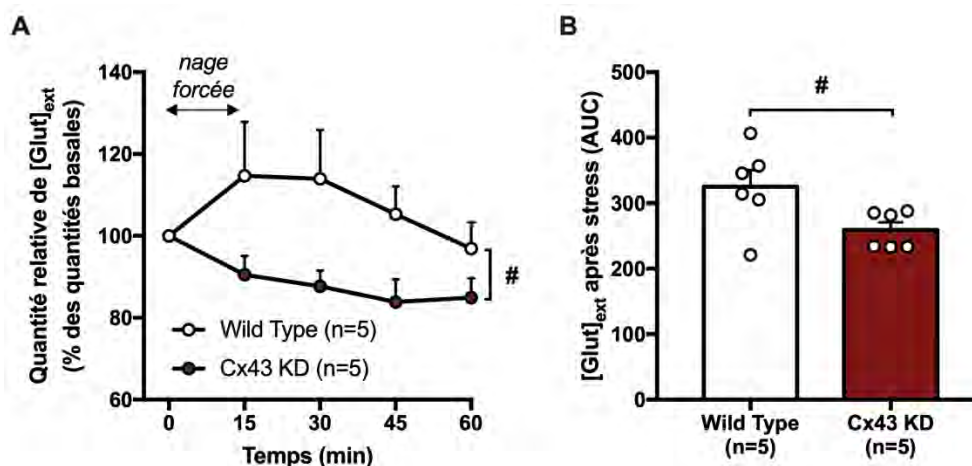 A
Quantité relative de [Glut]ext
(% des quantités basales)
140
120
100
80
60
nage
forcée
#
Wild Type (n=5)
Cx43 KD (n=5)
0
15
30
45
60
Temps (min)
B
[Glut]ext après stress (AUC)
500
400
300
200
100
0
#
Wild Type
(n=5)
Cx43 KD
(n=5)